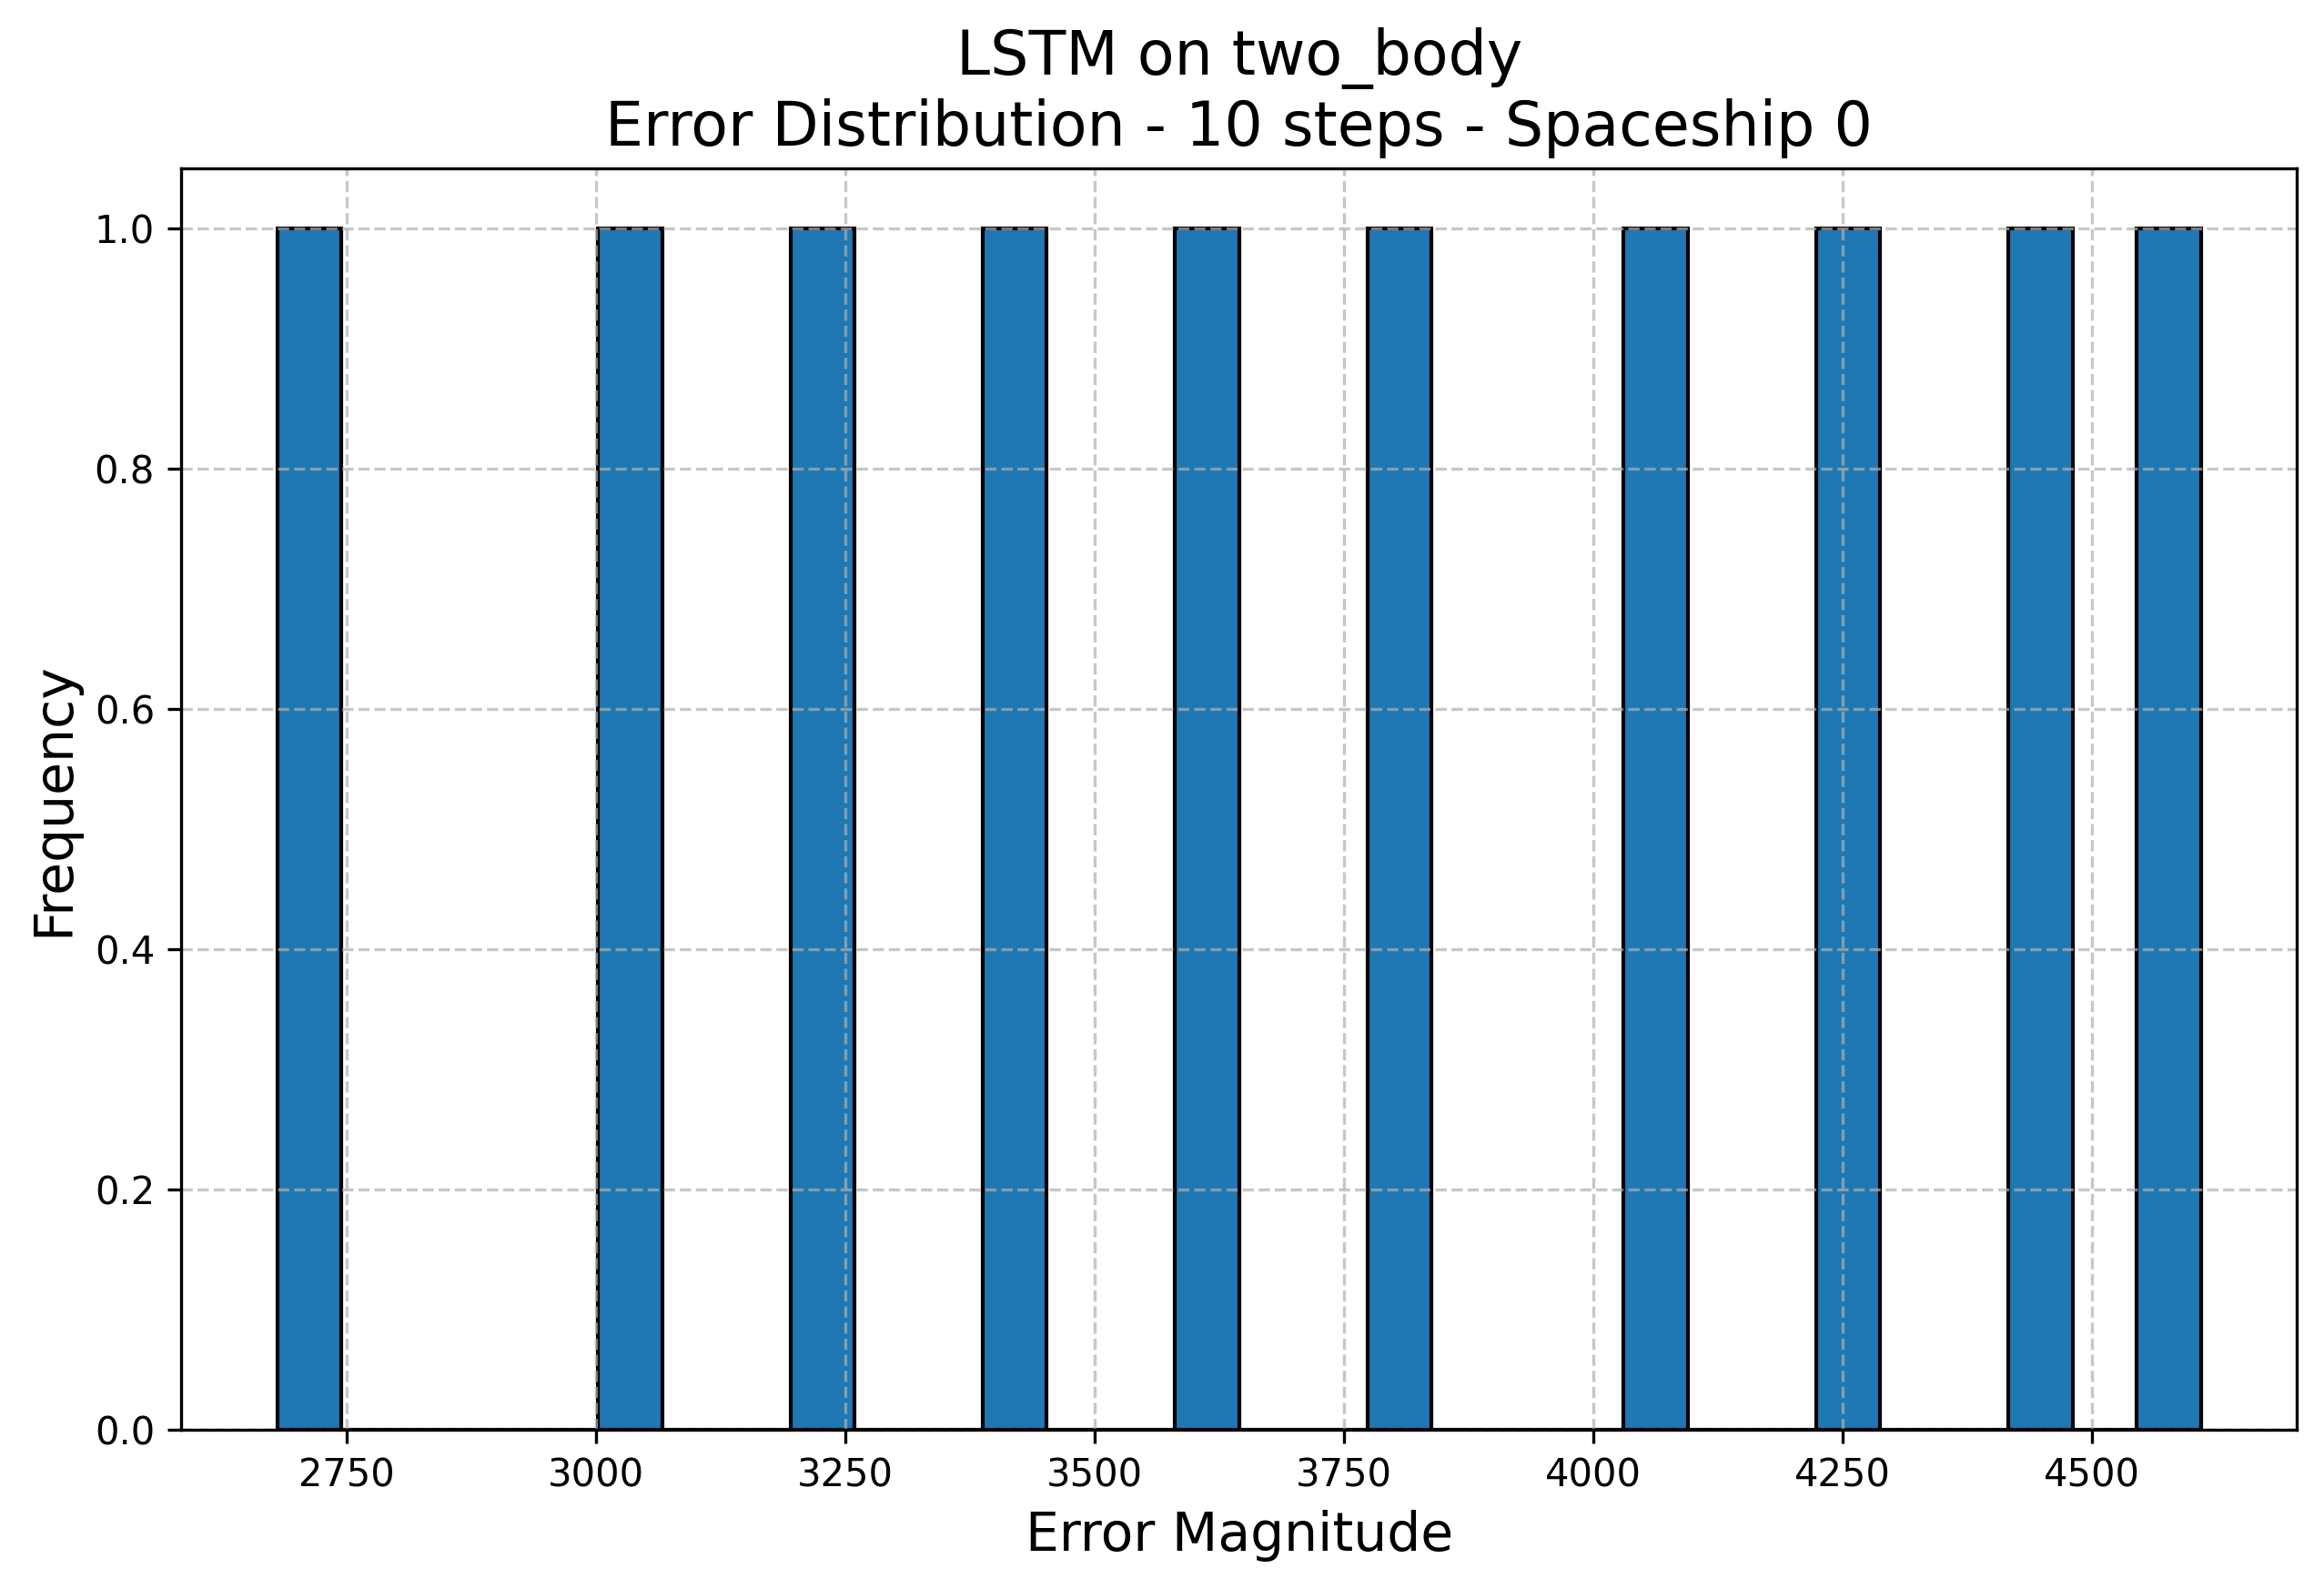 LSTM on two_body
Error Distribution - 10 steps - Spaceship 0
Frequency
1.0
0.8
0.6
0.4
0.2
0.0
2750 3000 3250 3500 3750 4000 4250 4500
Error Magnitude